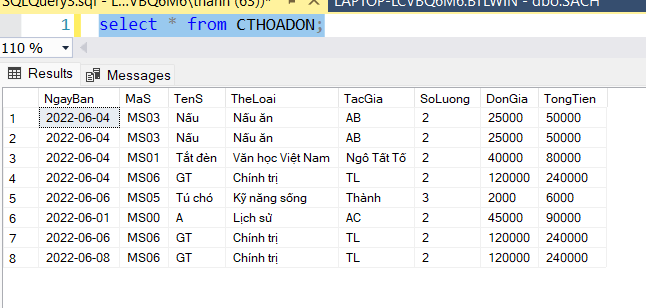 SQLQuery5.sql - L...VBQ6M6\thanh (63))* LAPTOP-LCVBQ6M6.BTLWIN - dbo.SACH
1 select * from CTHOADON;
110 %
Results Messages
NgayBan MaS TenS TheLoai TacGia SoLuong DonGia TongTien
1 2022-06-04 MS03 Nấu Nấu ăn AB 2 25000 50000
2 2022-06-04 MS03 Nấu Nấu ăn AB 2 25000 50000
3 2022-06-04 MS01 Tắt đèn Văn học Việt Nam Ngô Tất Tố 2 40000 80000
4 2022-06-04 MS06 GT Chính trị TL 2 120000 240000
5 2022-06-06 MS05 Tú chó Kỹ năng sống Thành 3 2000 6000
6 2022-06-01 MS00 A Lịch sử AC 2 45000 90000
7 2022-06-06 MS06 GT Chính trị TL 2 120000 240000
8 2022-06-08 MS06 GT Chính trị TL 2 120000 240000